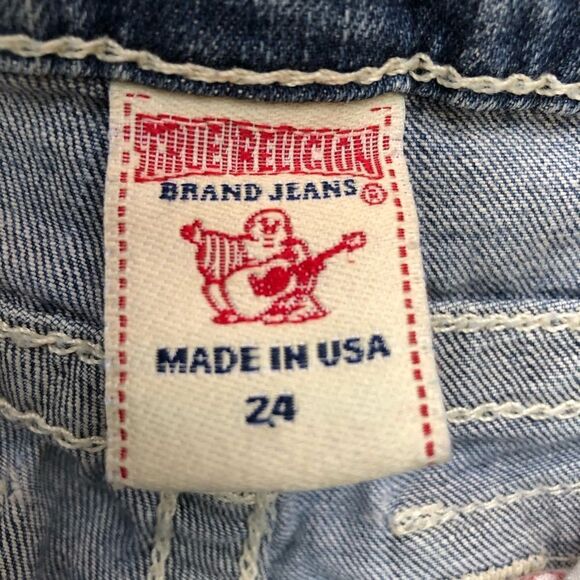 TRUE RELIGION
BRAND JEANS ®
MADE IN USA
24